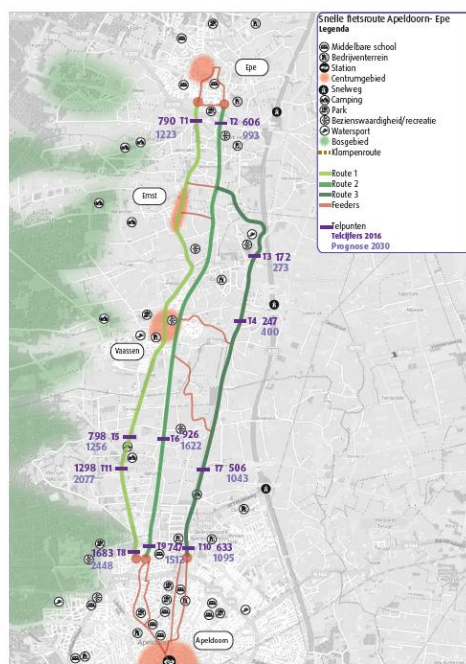 Snelle fietsroute Apeldoorn- Epe
Legenda
Middelbare school
Bedrijventerrein
Station
Centrumgebied
Snelweg
Camping
Park
Bezienswaardigheid/recreatie
Watersport
Bosgebied
Klompenroute
Route 1
Route 2
Route 3
Feeders
Telpunten
Telcijfers 2016
Prognose 2030
Epe
790 T1
1223
T2 606
993
Emst
T3 172
273
T4 247
400
Vaassen
798 T5
1256
T6 926
1622
1298 T11
2077
T7 506
1043
1683 T8
2448
T9 747
1512
T10 633
1095
Apeldoorn